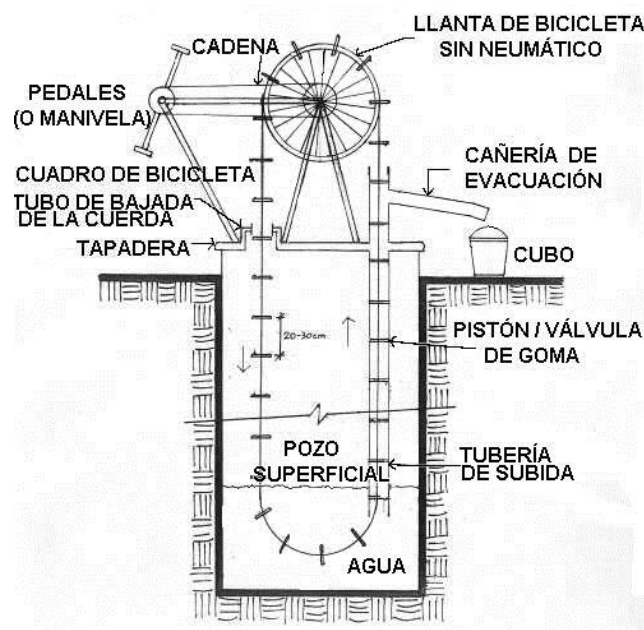 LLANTA DE BICICLETA
SIN NEUMÁTICO
CADENA
PEDALES
(O MANIVELA)
CAÑERÍA DE
EVACUACIÓN
CUADRO DE BICICLETA
TUBO DE BAJADA
DE LA CUERDA
TAPADERA
CUBO
20-30cm
PISTÓN / VÁLVULA
DE GOMA
POZO
SUPERFICIAL
TUBERÍA
DE SUBIDA
AGUA